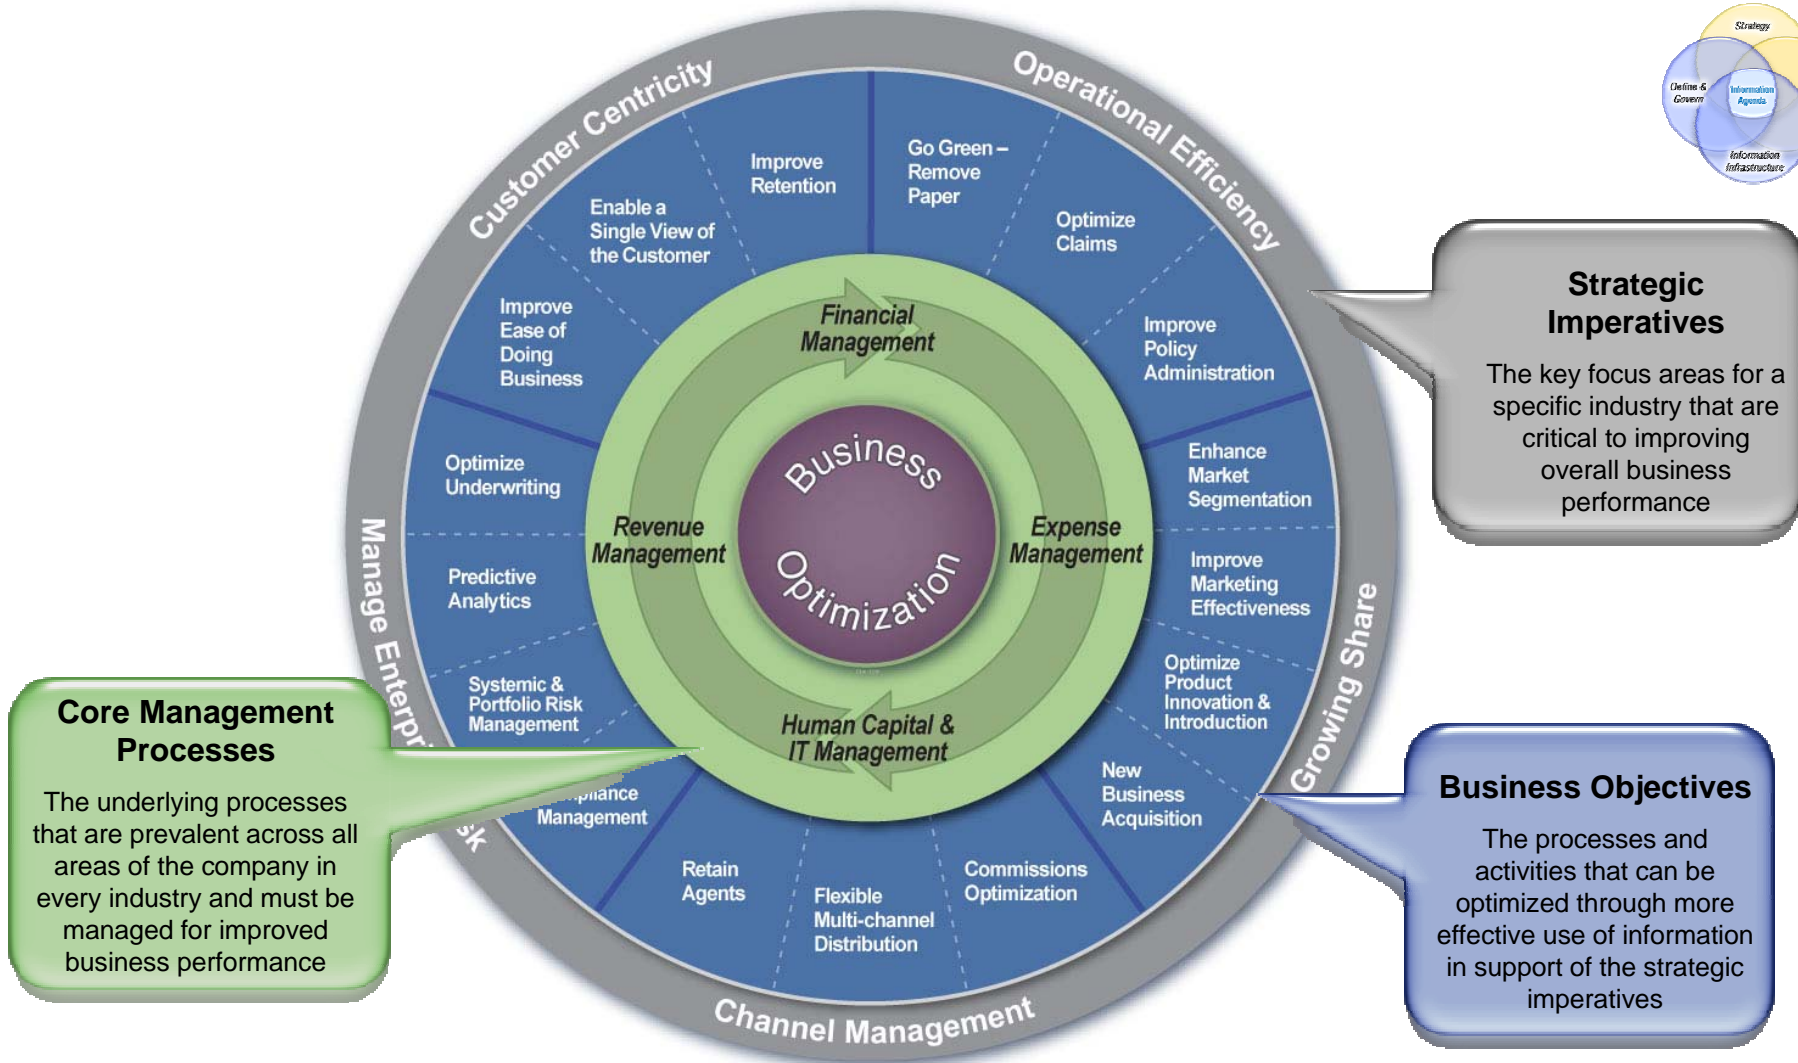 Strategy
Define &
Govern
Information
Agenda
Information
Infrastructure
Customer Centricity
Operational Efficiency
Growing Share
Channel Management
Manage Enterpri
sk
Improve
Retention
Go Green –
Remove
Paper
Enable a
Single View of
the Customer
Optimize
Claims
Improve
Ease of
Doing
Business
Improve
Policy
Administration
Optimize
Underwriting
Enhance
Market
Segmentation
Predictive
Analytics
Improve
Marketing
Effectiveness
Systemic &
Portfolio Risk
Management
Optimize
Product
Innovation &
Introduction
pliance
Management
New
Business
Acquisition
Retain
Agents
Flexible
Multi-channel
Distribution
Commissions
Optimization
Financial
Management
Revenue
Management
Expense
Management
Human Capital &
IT Management
Business
Optimization
Strategic
Imperatives
The key focus areas for a
specific industry that are
critical to improving
overall business
performance
Core Management
Processes
The underlying processes
that are prevalent across all
areas of the company in
every industry and must be
managed for improved
business performance
Business Objectives
The processes and
activities that can be
optimized through more
effective use of information
in support of the strategic
imperatives